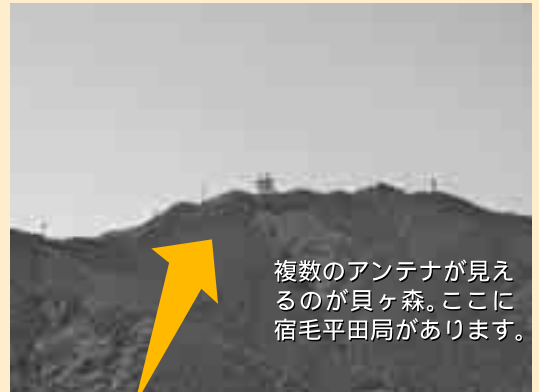 複数のアンテナが見え
るのが貝ヶ森。ここに
宿毛平田局があります。